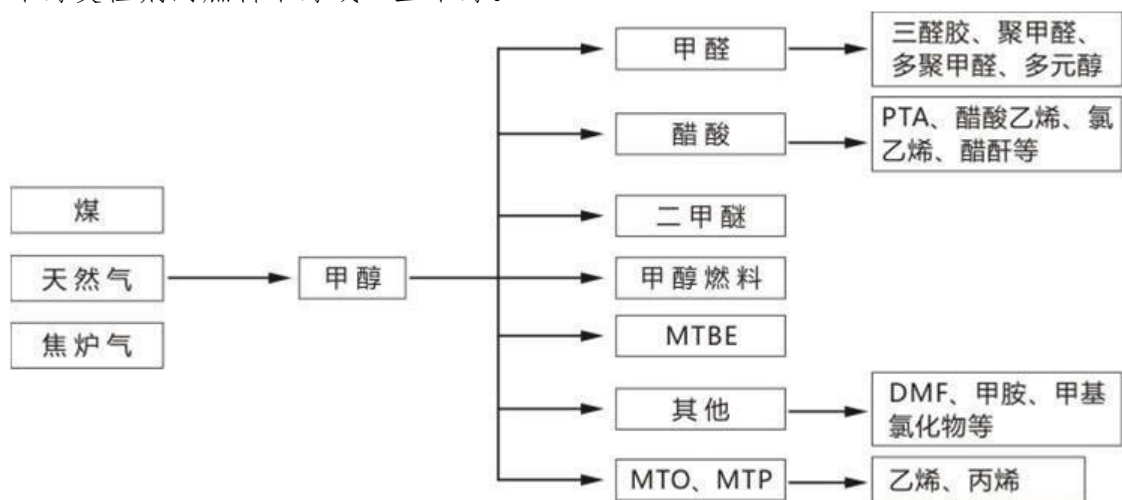 甲醛
三醛胶、聚甲醛、
多聚甲醛、多元醇
醋酸
PTA、醋酸乙烯、氯
乙烯、醋酐等
煤
二甲醚
天然气
甲醇
甲醇燃料
焦炉气
MTBE
其他
DMF、甲胺、甲基
氯化物等
MTO、MTP
乙烯、丙烯